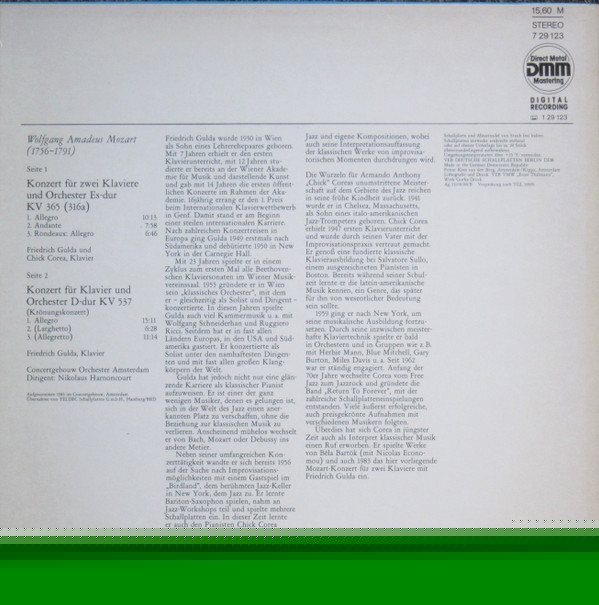 15,60 M
STEREO
7 29 123
Direct Metal
DMM
Mastering
DIGITAL
RECORDING
1 29 123
Wolfgang Amadeus Mozart
(1756–1791)
Seite 1
Konzert für zwei Klaviere
und Orchester Es-dur
KV 365 (316a)
1. Allegro 10:13
2. Andante 7:58
3. Rondeau: Allegro 6:46
Friedrich Gulda und
Chick Corea, Klavier
Seite 2
Konzert für Klavier und
Orchester D-dur KV 537
(Krönungskonzert)
1. Allegro 15:11
2. (Larghetto) 6:28
3. (Allegretto) 11:14
Friedrich Gulda, Klavier
Concertgebouw Orchester Amsterdam
Dirigent: Nikolaus Harnoncourt
Friedrich Gulda wurde 1930 in Wien
als Sohn eines Lehrerehepaares geboren.
Mit 7 Jahren erhielt er den ersten
Klavierunterricht, mit 12 Jahren stu-
dierte er bereits an der Wiener Akade-
mie für Musik und darstellende Kunst
und gab mit 14 Jahren die ersten öffent-
lichen Konzerte im Rahmen der Aka-
demie. 16jährig errang er den 1. Preis
beim Internationalen Klavierwettbewerb
in Genf. Damit stand er am Beginn
einer steilen internationalen Karriere.
Nach zahlreichen Konzertreisen in
Europa ging Gulda 1949 erstmals nach
Südamerika und debütierte 1950 in New
York in der Carnegie Hall.
Mit 23 Jahren spielte er in einem
Zyklus zum ersten Mal alle Beethoven-
schen Klaviersonaten im Wiener Musik-
vereinssaal. 1955 gründete er in Wien
sein „klassisches Orchester“, mit dem
er – gleichzeitig als Solist und Dirigent –
konzertierte. In diesen Jahren spielte
Gulda auch viel Kammermusik u. a. mit
Wolfgang Schneiderhan und Ruggiero
Ricci. Seitdem hat er in fast allen
Ländern Europas, in den USA und Süd-
amerika gastiert. Er konzertierte als
Solist unter den namhaftesten Dirigen-
ten und mit fast allen großen Klang-
körpern der Welt.
Gulda hat jedoch nicht nur eine glän-
zende Karriere als klassischer Pianist
aufzuweisen. Er ist einer der ganz
wenigen Musiker, denen es gelungen ist,
sich in der Welt des Jazz einen aner-
kannten Platz zu verschaffen, ohne die
Beziehung zur klassischen Musik zu
verlieren. Anscheinend mühelos wechselt
er von Bach, Mozart oder Debussy ins
andere Metier.
Neben seiner umfangreichen Kon-
zerttätigkeit wandte er sich bereits 1956
auf der Suche nach Improvisations-
möglichkeiten mit einem Gastspiel im
„Birdland“, dem berühmten Jazz-Keller
in New York, dem Jazz zu. Er lernte
Bariton-Saxophon spielen, nahm an
Jazz-Workshops teil und spielte mehrere
Schallplatten ein. In dieser Zeit lernte
er auch den Pianisten Chick Corea
Jazz und eigene Kompositionen, wobei
auch seine Interpretationsauffassung
der klassischen Werke von improvisa-
torischen Momenten durchdrungen wird.
Die Wurzeln für Armando Anthony
„Chick“ Coreas unumstrittene Meister-
schaft auf dem Gebiete des Jazz reichen
in seine frühe Kindheit zurück. 1941
wurde er in Chelsea, Massachusetts,
als Sohn eines italo-amerikanischen
Jazz-Trompeters geboren. Chick Corea
erhielt 1947 ersten Klavierunterricht
und wurde durch seinen Vater mit der
Improvisationspraxis vertraut gemacht.
Er genoß eine fundierte klassische
Klavierausbildung bei Salvatore Sullo,
einem ausgezeichneten Pianisten in
Boston. Bereits während seiner Schul-
zeit lernte er die latein-amerikanische
Musik kennen, ein Genre, das später
für ihn von wesentlicher Bedeutung
sein sollte.
1959 ging er nach New York, um
seine musikalische Ausbildung fortzu-
setzen. Durch seine inzwischen meister-
hafte Klaviertechnik spielte er bald
in Orchestern und in Gruppen wie z. B.
mit Herbie Mann, Blue Mitchell, Gary
Burton, Miles Davis u. a. Seit 1962
war er ständig engagiert. Anfang der
70er Jahre wechselte Corea vom Free
Jazz zum Jazzrock und gründete die
Band „Return To Forever“, mit der
zahlreiche Schallplatteneinspielungen
entstanden. Viele äußerst erfolgreiche,
auch preisgekrönte Aufnahmen mit
verschiedenen Musikern folgten.
Überdies hat sich Corea in jüngster
Zeit auch als Interpret klassischer Musik
einen Ruf erworben. Er spielte Werke
von Béla Bartók (mit Nicolas Econo-
mou) und auch 1983 das hier vorliegende
Mozart-Konzert für zwei Klaviere mit
Friedrich Gulda ein.
VEB DEUTSCHE SCHALLPLATTEN BERLIN DDR